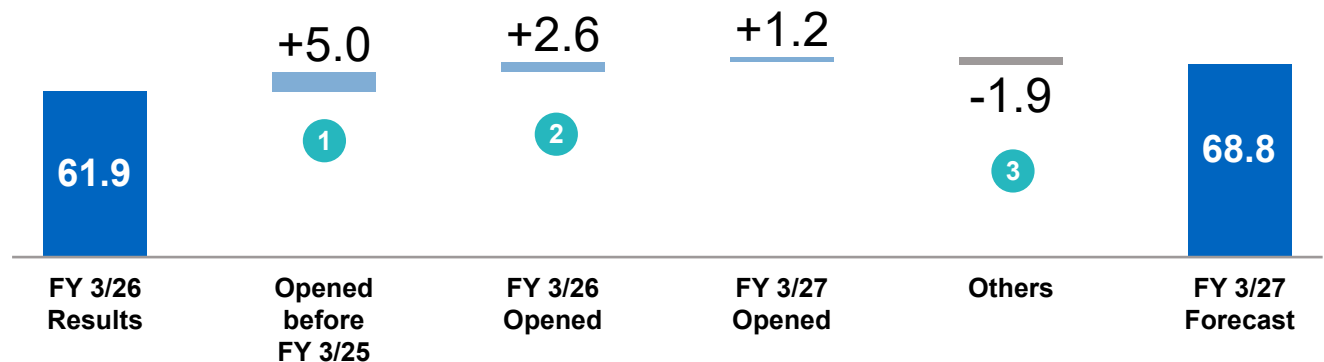 +5.0
+2.6
+1.2
-1.9
1
2
3
61.9
68.8
FY 3/26
Results
Opened
before
FY 3/25
FY 3/26
Opened
FY 3/27
Opened
Others
FY 3/27
Forecast